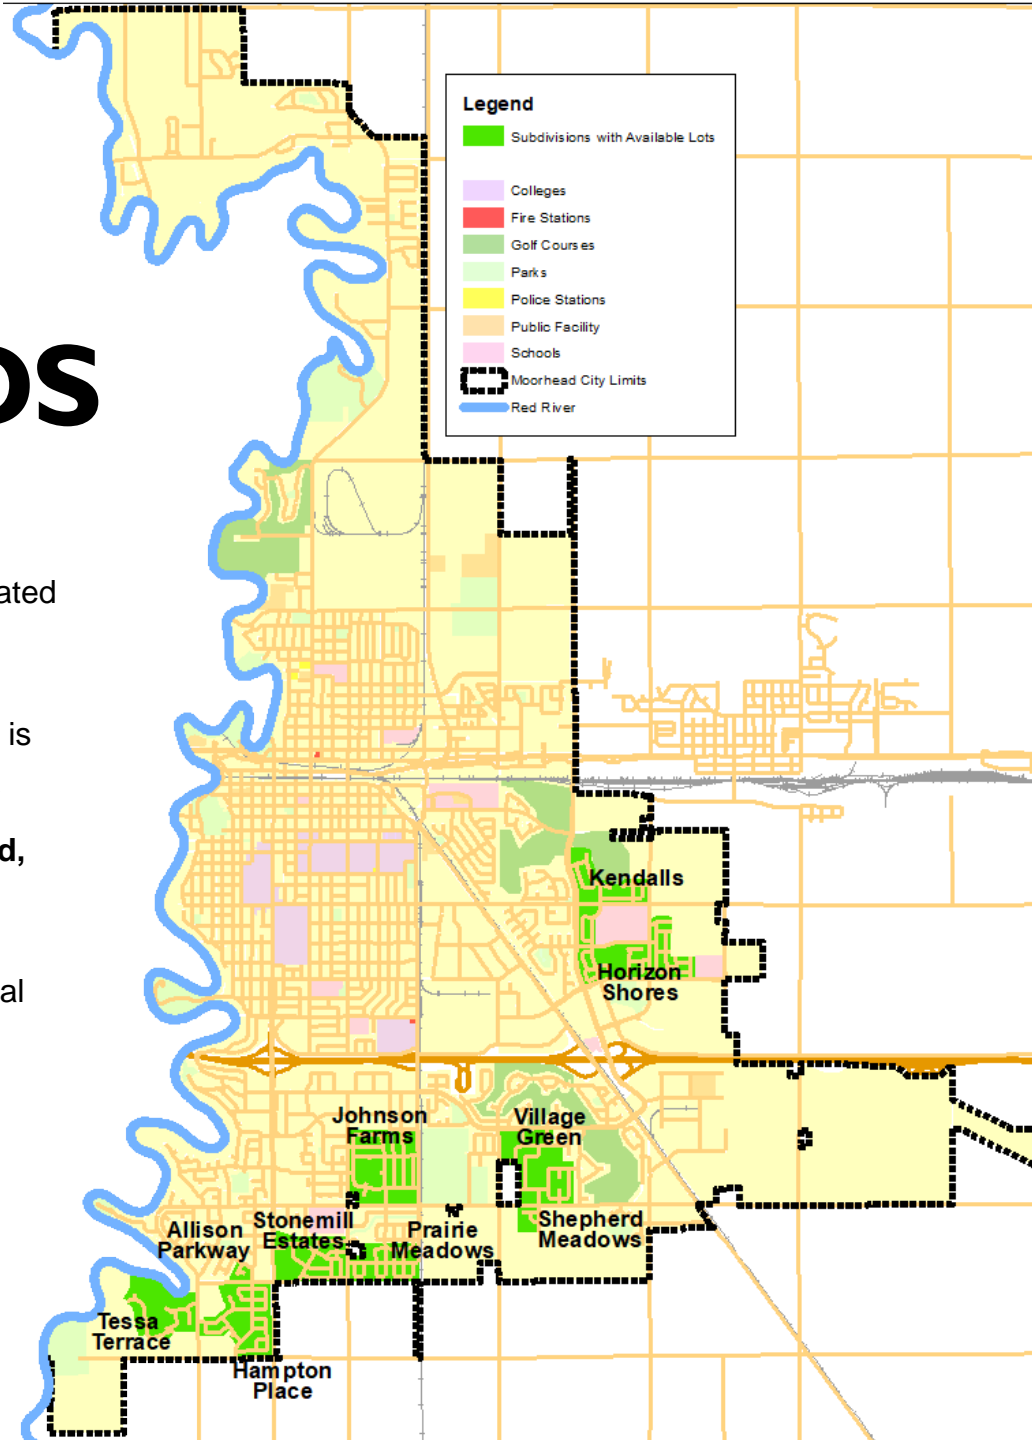 Legend
Subdivisions with Available Lots
Colleges
Fire Stations
Golf Courses
Parks
Police Stations
Public Facility
Schools
Moorhead City Limits
Red River
OS
ated
is
d,
al
Kendalls
Horizon
Shores
Johnson
Farms
Village
Green
Allison
Parkway
Stonemill
Estates
Prairie
Meadows
Shepherd
Meadows
Tessa
Terrace
Hampton
Place